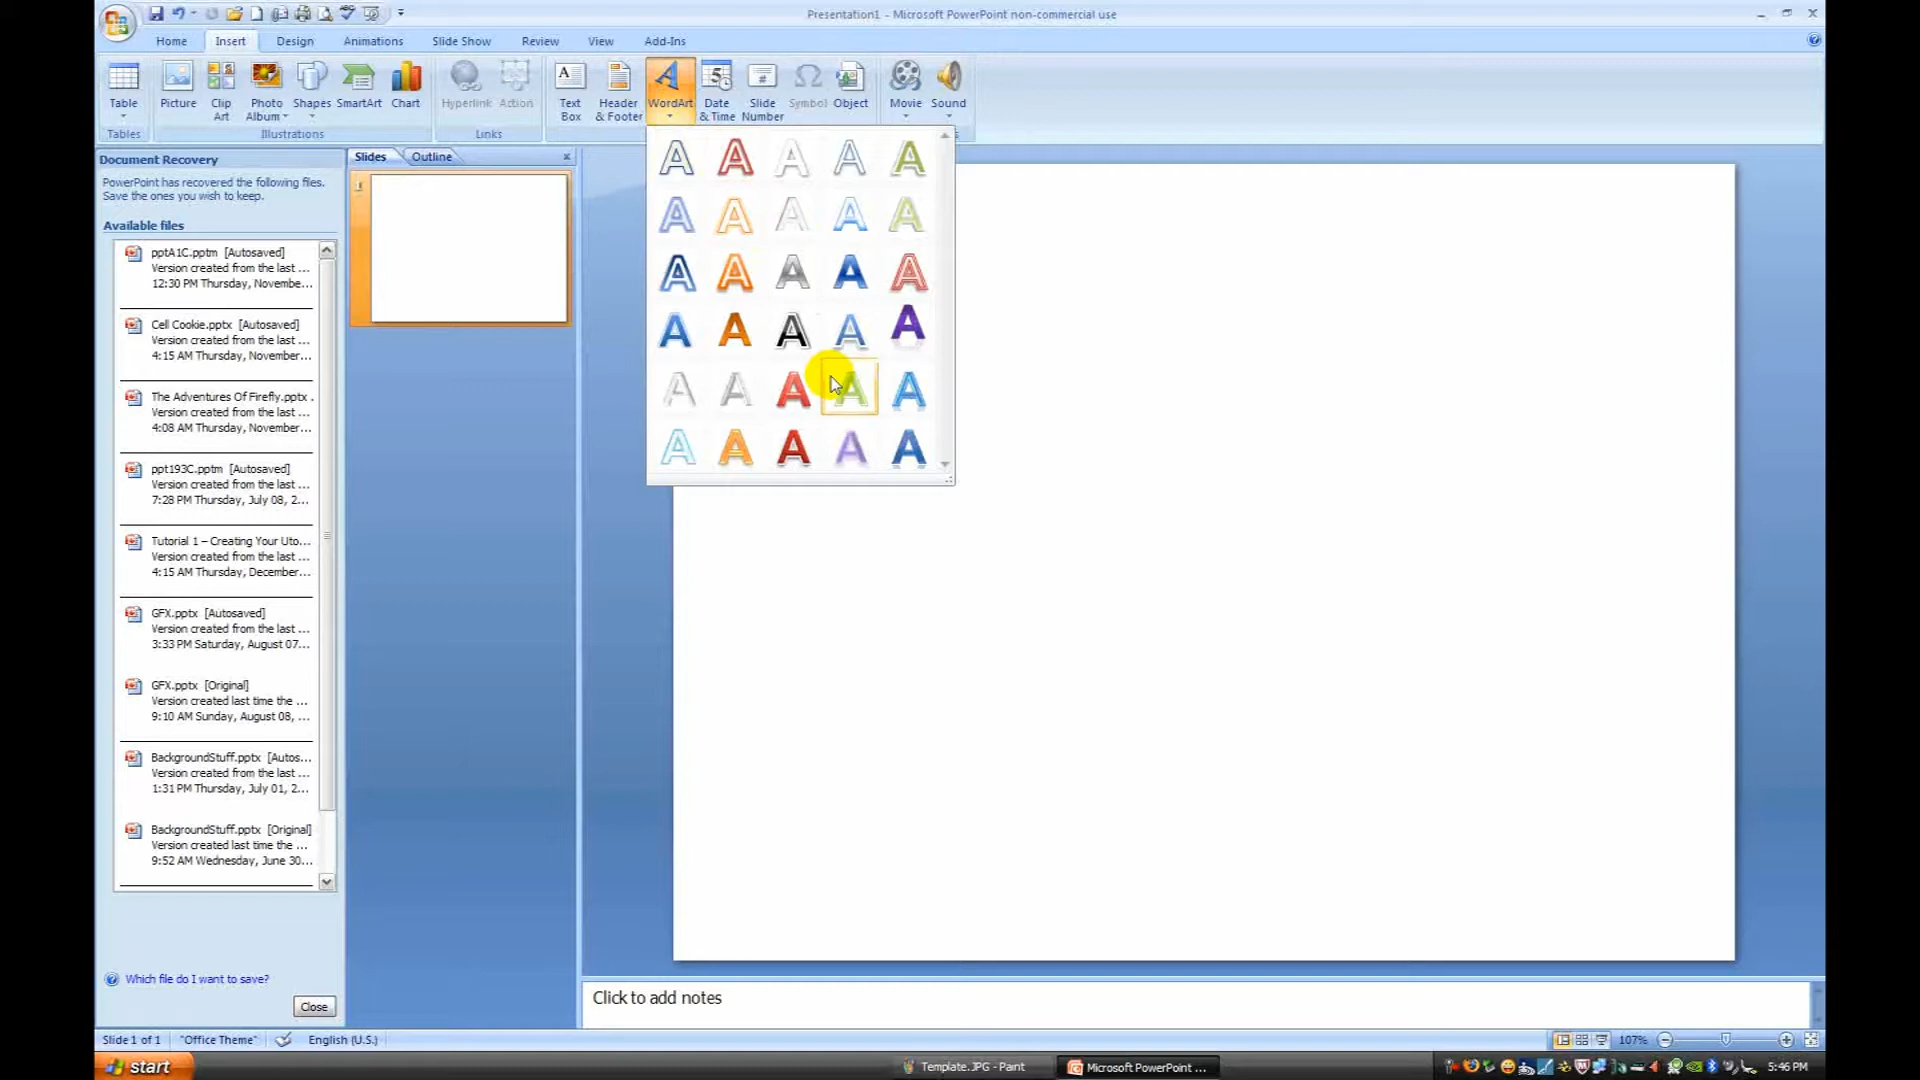 Presentation1 - Microsoft PowerPoint non-commercial use
Home Insert Design Animations Slide Show Review View Add-Ins
Table Picture Clip Art Photo Album Shapes SmartArt Chart Hyperlink Action Text Box Header & Footer WordArt Date & Time Slide Number Symbol Object Movie Sound
Tables Illustrations Links
Document Recovery
PowerPoint has recovered the following files.
Save the ones you wish to keep.
Available files
pptA1C.pptm [Autosaved]
Version created from the last ...
12:30 PM Thursday, Novembe...
Cell Cookie.pptx [Autosaved]
Version created from the last ...
4:15 AM Thursday, November...
The Adventures Of Firefly.pptx .
Version created from the last ...
4:08 AM Thursday, November...
ppt193C.pptm [Autosaved]
Version created from the last ...
7:28 PM Thursday, July 08, 2...
Tutorial 1 – Creating Your Uto...
Version created from the last ...
4:15 AM Thursday, December...
GFX.pptx [Autosaved]
Version created from the last ...
3:33 PM Saturday, August 07...
GFX.pptx [Original]
Version created last time the ...
9:10 AM Sunday, August 08, ...
BackgroundStuff.pptx [Autos...
Version created from the last ...
1:31 PM Thursday, July 01, 2...
BackgroundStuff.pptx [Original]
Version created last time the ...
9:52 AM Wednesday, June 30...
Which file do I want to save?
Close
Slides Outline
1
A A A A A
A A A A A
A A A A A
A A A A A
A A A A A
A A A A A
Click to add notes
Slide 1 of 1 "Office Theme" English (U.S.) 107%
start Template.JPG - Paint Microsoft PowerPoint ... 5:46 PM